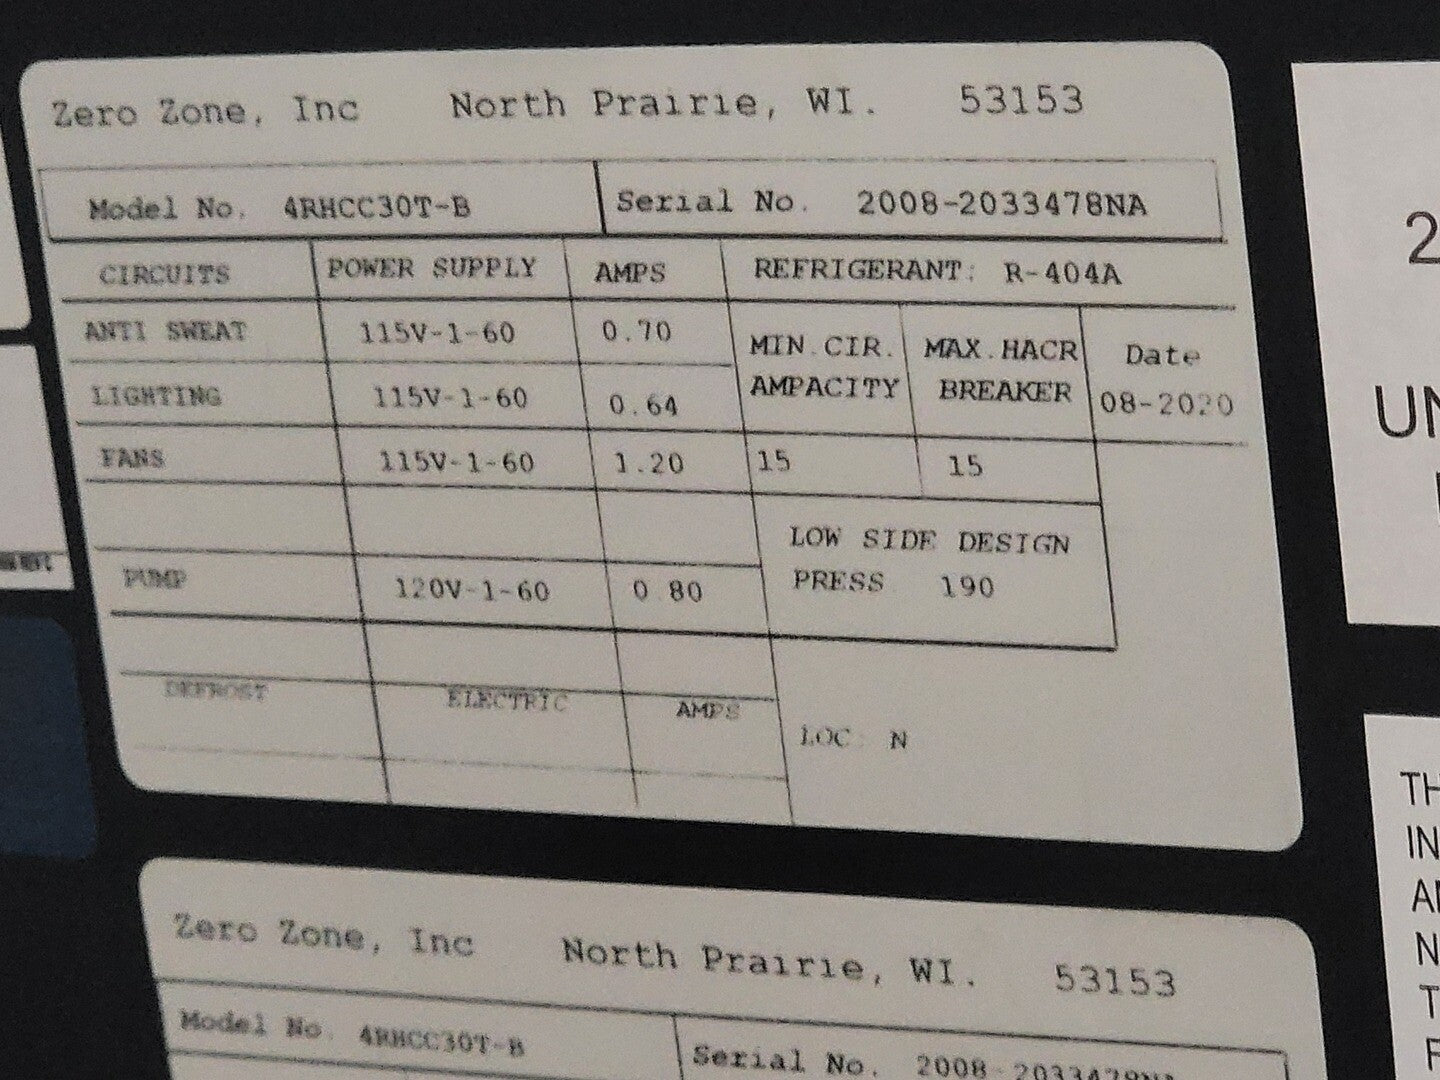 Zero Zone, Inc North Prairie, WI. 53153
Model No. 4RHCC30T-B Serial No. 2008-2033478NA
CIRCUITS POWER SUPPLY AMPS REFRIGERANT: R-404A
ANTI SWEAT 115V-1-60 0.70
MIN.CIR. MAX.HACR Date
AMPACITY BREAKER 08-2020
LIGHTING 115V-1-60 0.64
FANS 115V-1-60 1.20 15 15
LOW SIDE DESIGN
PRESS 190
PUMP 120V-1-60 0 80
DEFROST ELECTRIC AMPS
LOC N
Zero Zone, Inc North Prairie, WI. 53153
Model No. 4RHCC30T-B Serial No. 2008-
2
UN
TH
IN
A
N
T
F